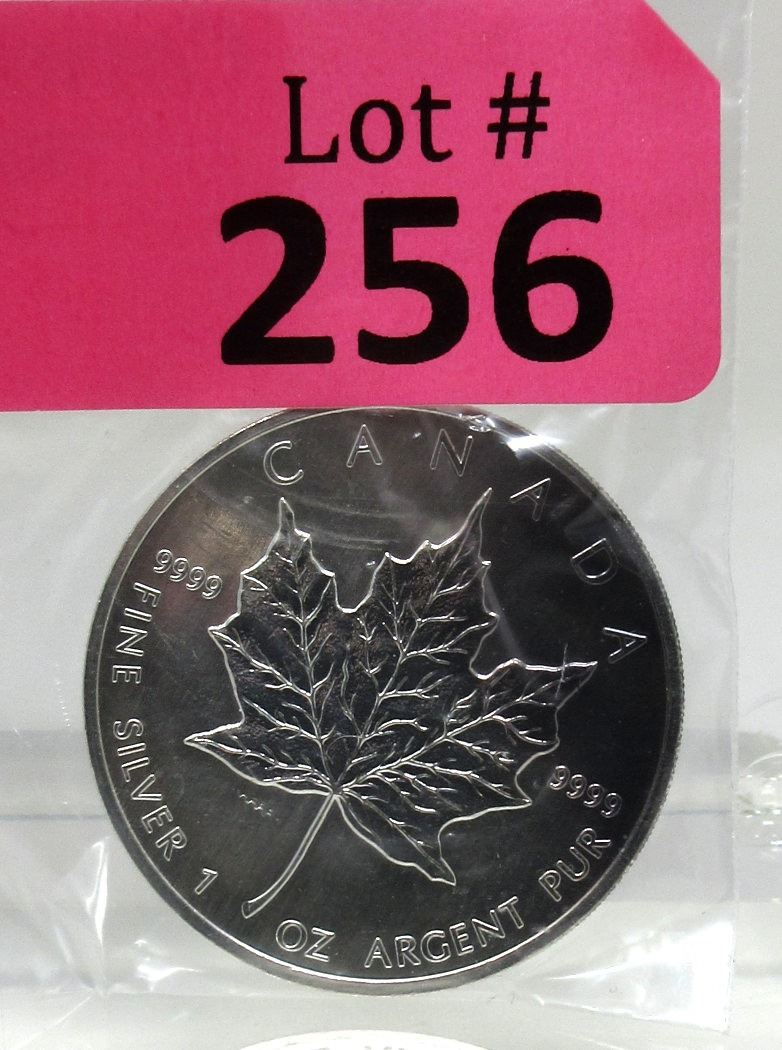 Lot #
256
CANADA
9999
9999
FINE SILVER 1 OZ ARGENT PUR